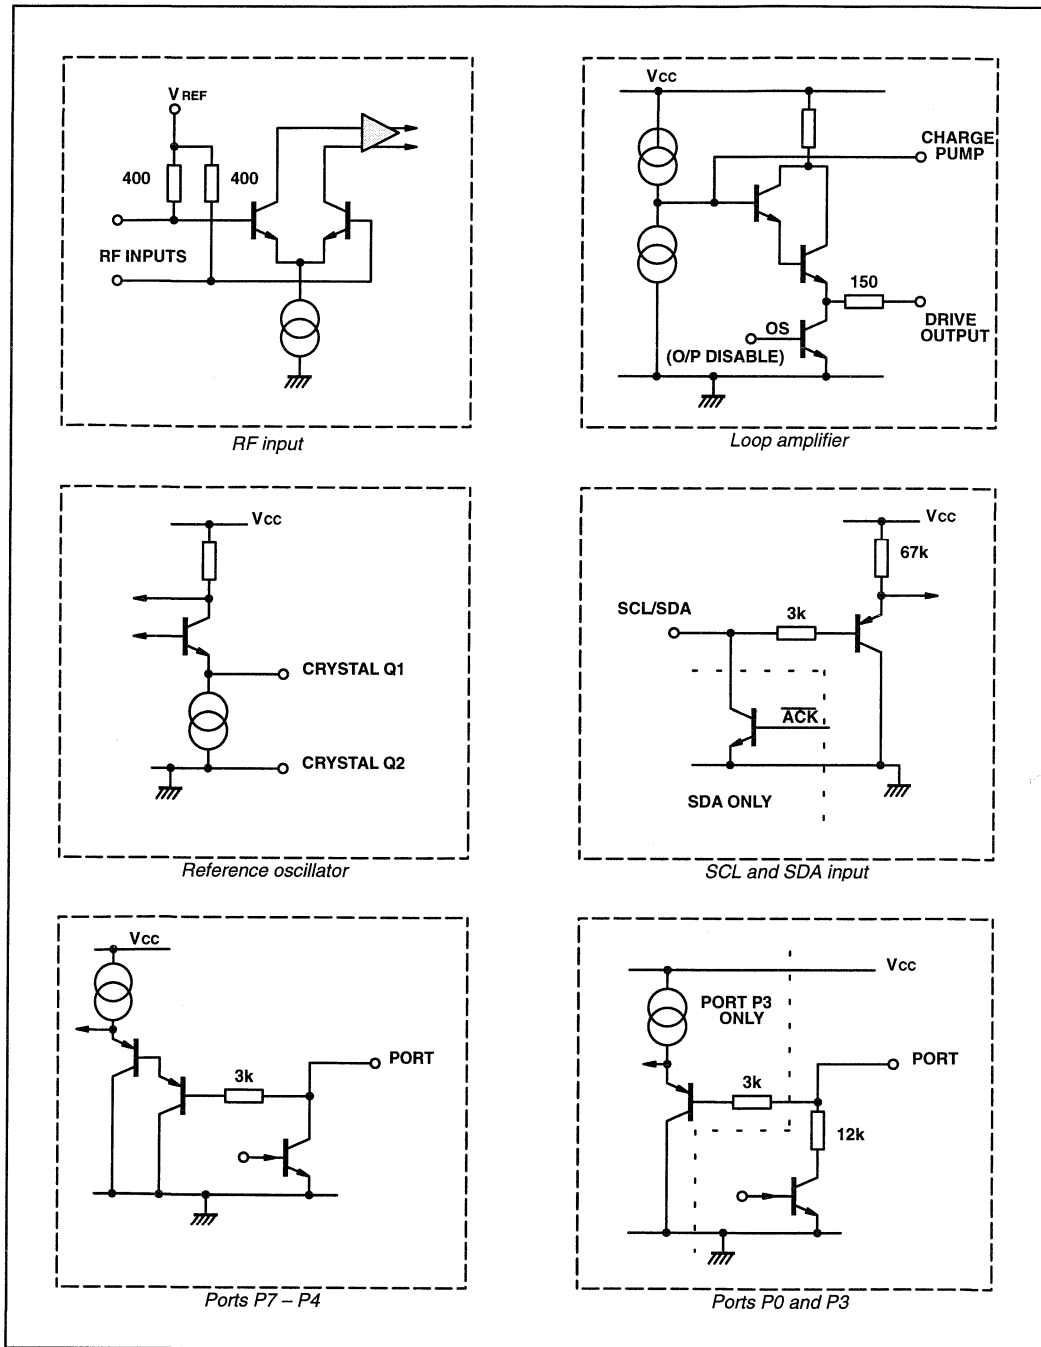 V REF
400
400
RF INPUTS
RF input
VCC
CHARGE
PUMP
150
DRIVE
OUTPUT
OS
(O/P DISABLE)
Loop amplifier
VCC
CRYSTAL Q1
CRYSTAL Q2
Reference oscillator
VCC
67k
SCL/SDA
3k
ACK
SDA ONLY
SCL and SDA input
VCC
PORT
3k
Ports P7 – P4
VCC
PORT P3
ONLY
PORT
3k
12k
Ports P0 and P3